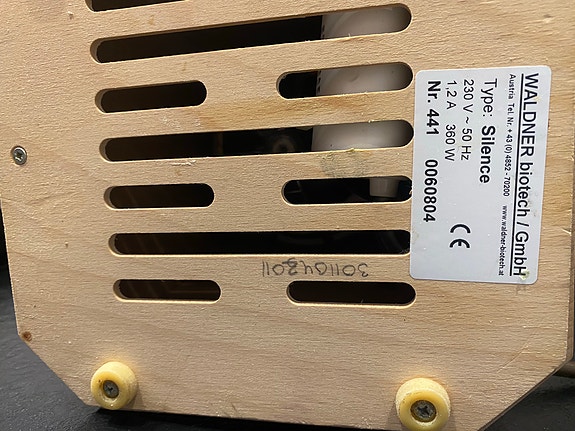 WALDNER biotech / GmbH
Austria Tel. Nr. + 43 (0) 4852 - 70200 www.waldner-biotech.at
Type: Silence
230 V ~ 50 Hz
1.2 A 360 W
CE
Nr. 441 0060804